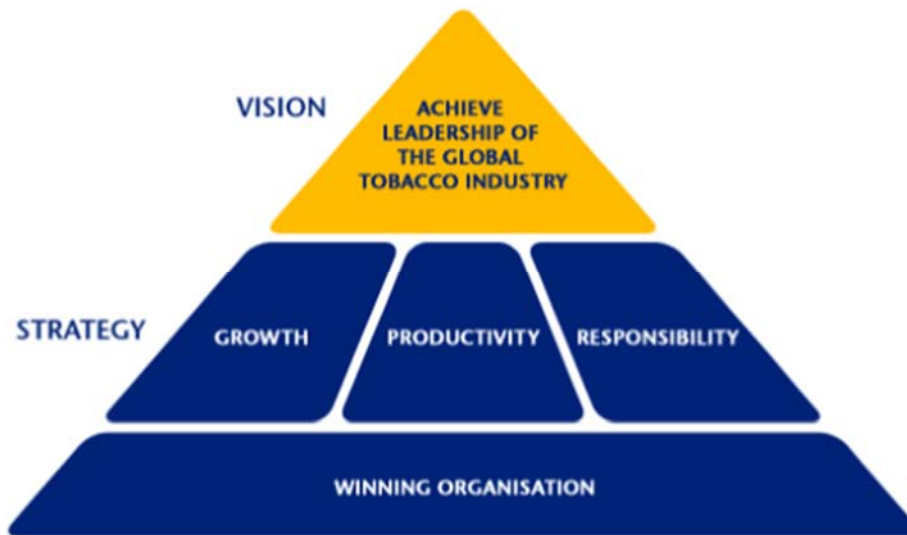 VISION
ACHIEVE
LEADERSHIP OF
THE GLOBAL
TOBACCO INDUSTRY
STRATEGY
GROWTH
PRODUCTIVITY
RESPONSIBILITY
WINNING ORGANISATION